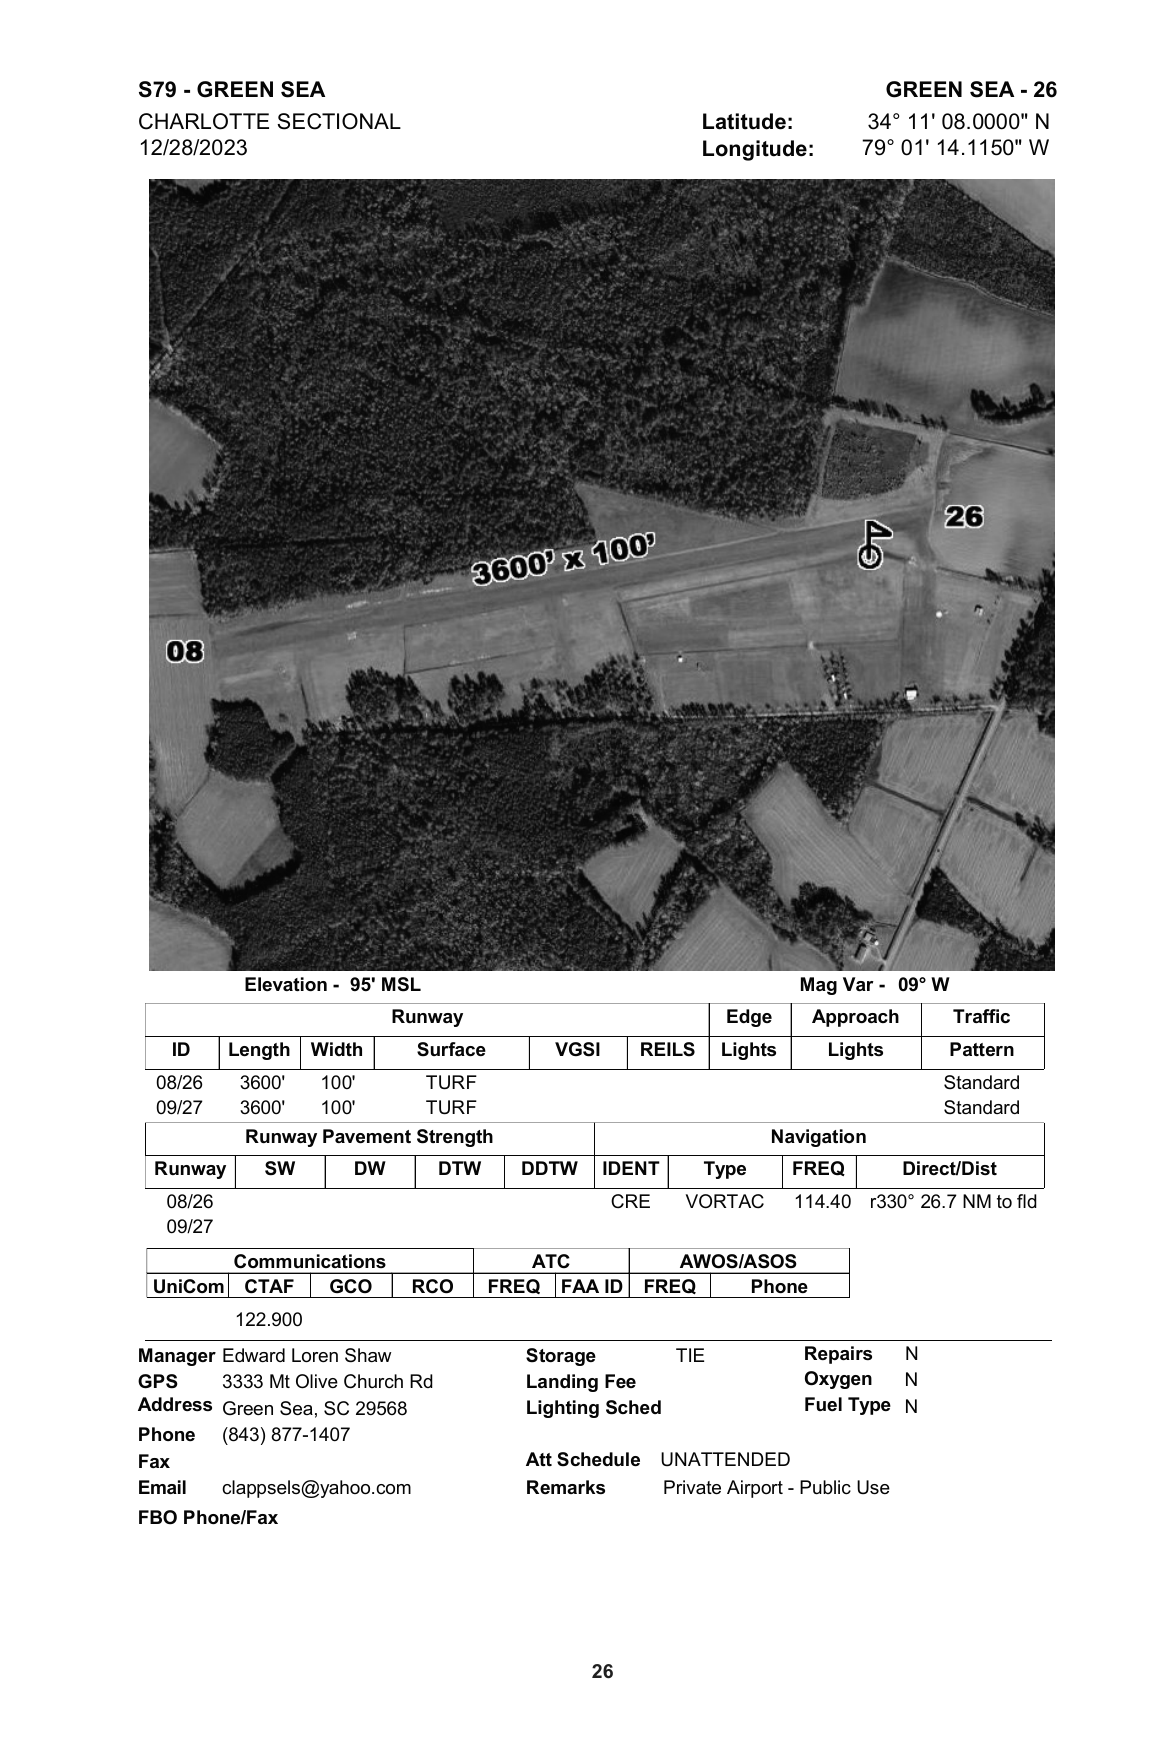 S79 - GREEN SEA GREEN SEA - 26
CHARLOTTE SECTIONAL Latitude: 34° 11' 08.0000" N
12/28/2023 Longitude: 79° 01' 14.1150" W
26
3600' x 100'
08
Elevation - 95' MSL Mag Var - 09° W
Runway Edge Approach Traffic
ID Length Width Surface VGSI REILS Lights Lights Pattern
08/26 3600' 100' TURF Standard
09/27 3600' 100' TURF Standard
Runway Pavement Strength Navigation
Runway SW DW DTW DDTW IDENT Type FREQ Direct/Dist
08/26 CRE VORTAC 114.40 r330° 26.7 NM to fld
09/27
Communications ATC AWOS/ASOS
UniCom CTAF GCO RCO FREQ FAA ID FREQ Phone
122.900
Manager Edward Loren Shaw Storage TIE Repairs N
GPS 3333 Mt Olive Church Rd Landing Fee Oxygen N
Address Green Sea, SC 29568 Lighting Sched Fuel Type N
Phone (843) 877-1407
Fax Att Schedule UNATTENDED
Email clappsels@yahoo.com Remarks Private Airport - Public Use
FBO Phone/Fax
26